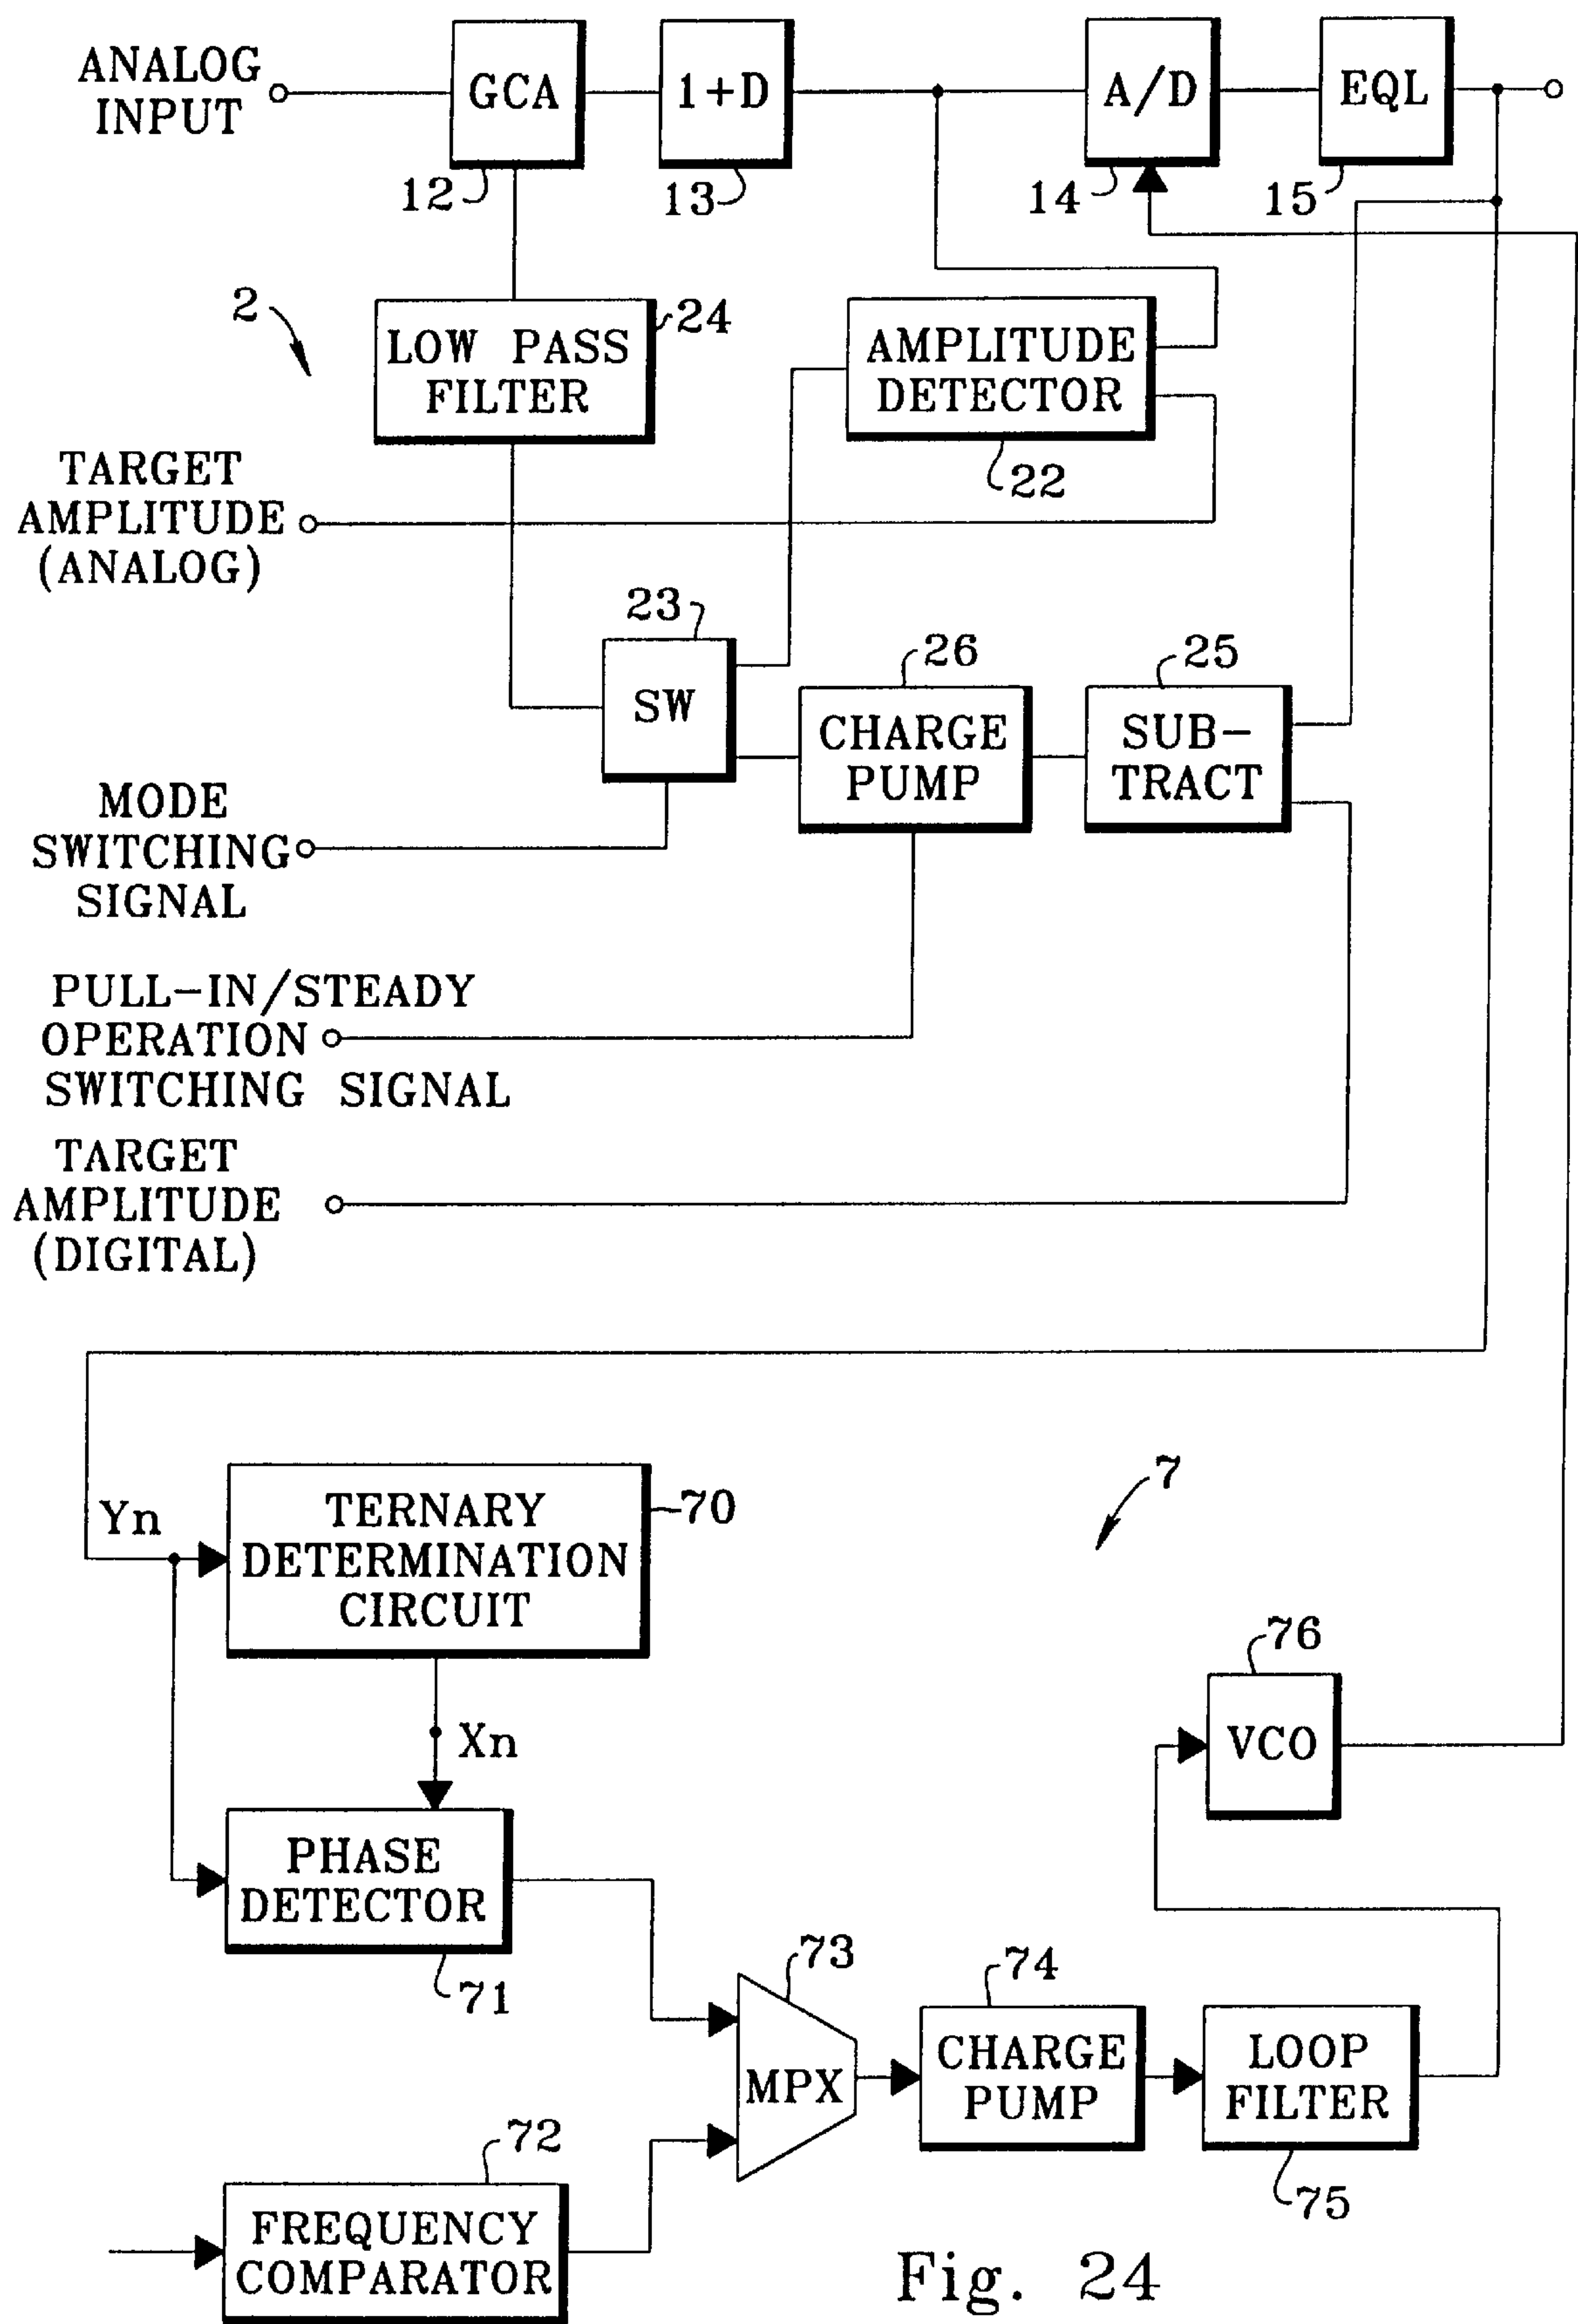 ANALOG
INPUT
GCA
1+D
A/D
EQL
12
13
14
15
2
LOW PASS
FILTER
24
AMPLITUDE
DETECTOR
22
TARGET
AMPLITUDE
(ANALOG)
23
SW
26
CHARGE
PUMP
25
SUB-
TRACT
MODE
SWITCHING
SIGNAL
PULL-IN/STEADY
OPERATION
SWITCHING SIGNAL
TARGET
AMPLITUDE
(DIGITAL)
7
Yn
TERNARY
DETERMINATION
CIRCUIT
70
Xn
76
VCO
PHASE
DETECTOR
71
73
MPX
74
CHARGE
PUMP
LOOP
FILTER
75
72
FREQUENCY
COMPARATOR
Fig. 24